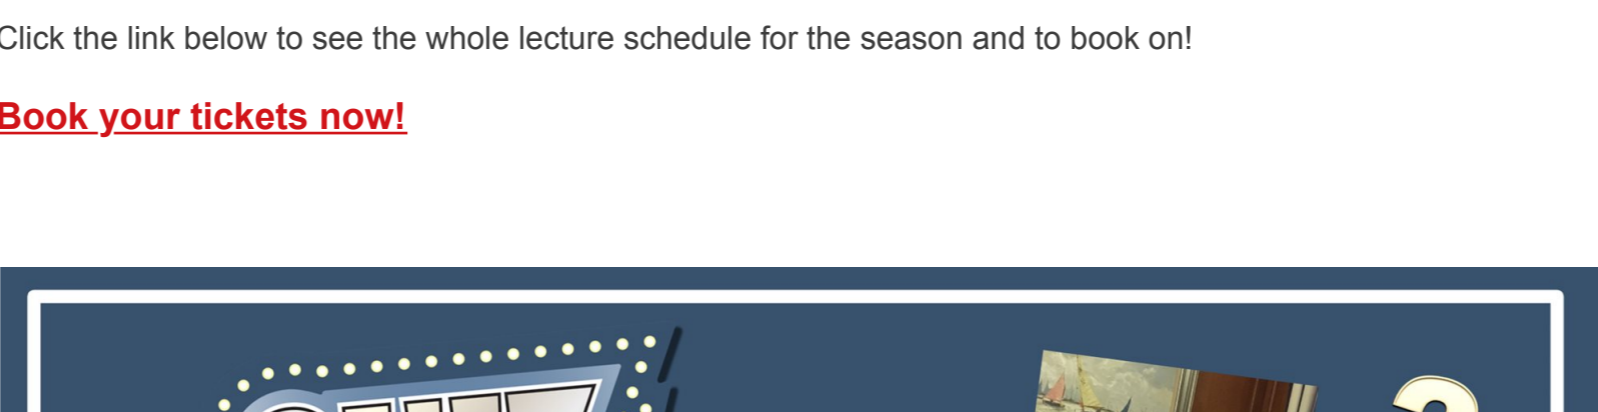 Click the link below to see the whole lecture schedule for the season and to book on!
Book your tickets now!